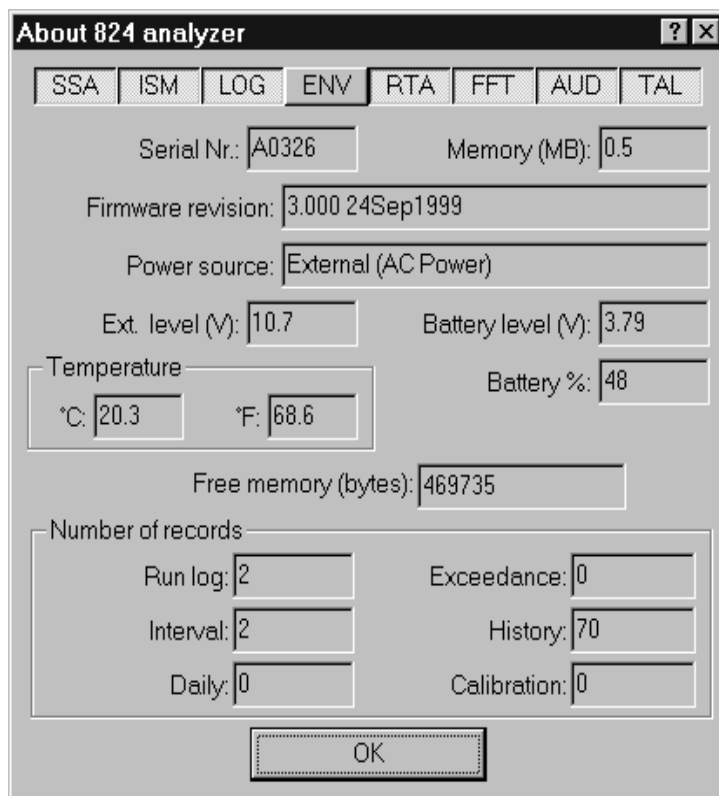 About 824 analyzer ? ×
SSA ISM LOG ENV RTA FFT AUD TAL
Serial Nr.: A0326 Memory (MB): 0.5
Firmware revision: 3.000 24Sep1999
Power source: External (AC Power)
Ext. level (V): 10.7 Battery level (V): 3.79
Temperature Battery %: 48
°C: 20.3 °F: 68.6
Free memory (bytes): 469735
Number of records
Run log: 2 Exceedance: 0
Interval: 2 History: 70
Daily: 0 Calibration: 0
OK